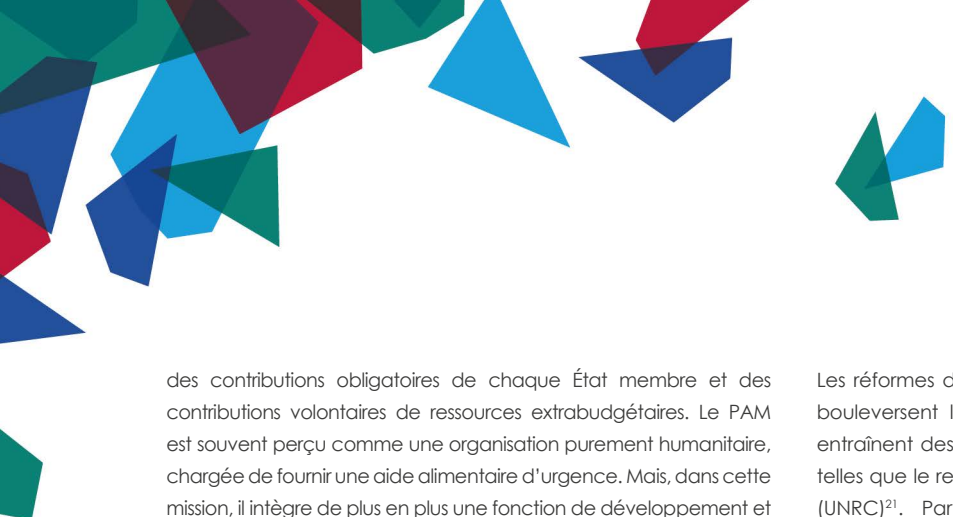 des contributions obligatoires de chaque État membre et des
contributions volontaires de ressources extrabudgétaires. Le PAM
est souvent perçu comme une organisation purement humanitaire,
chargée de fournir une aide alimentaire d’urgence. Mais, dans cette
mission, il intègre de plus en plus une fonction de développement et
Les réformes
bouleversent
entraînent des
telles que le
(UNRC)²¹. Par